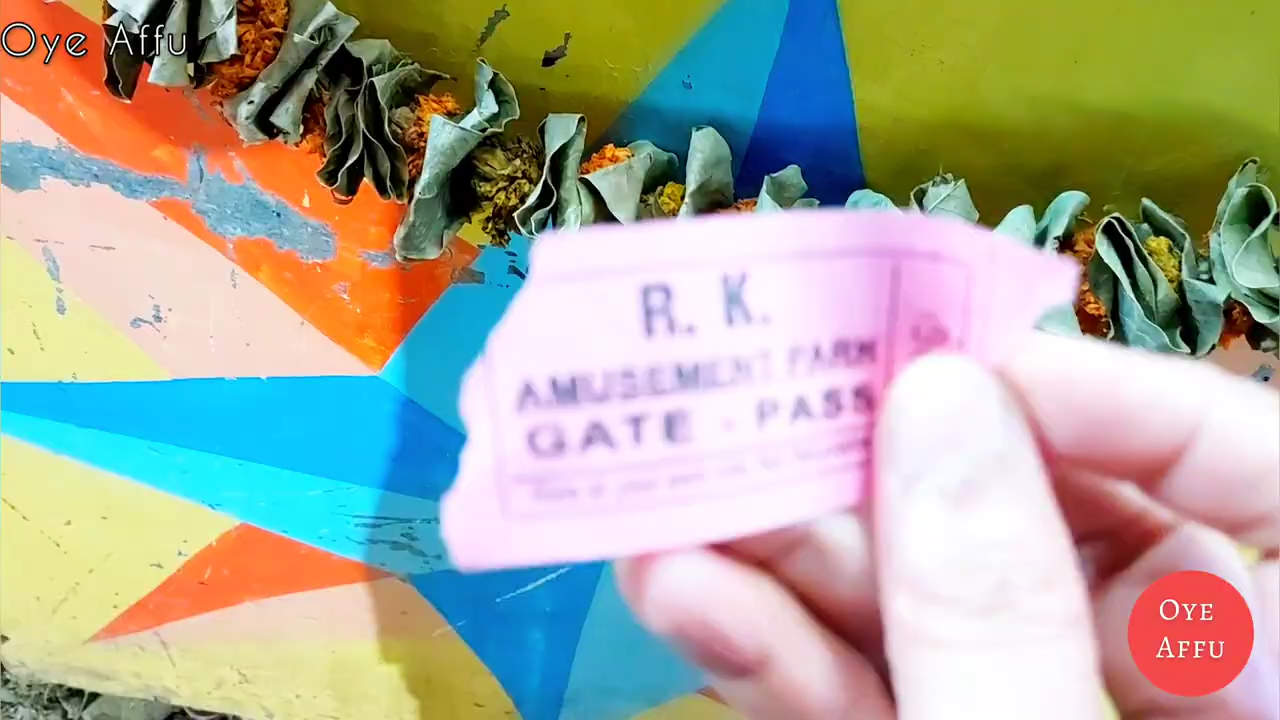 Oye Affu
R. K.
AMUSEMENT PARK
GATE - PASS
OYE
AFFU